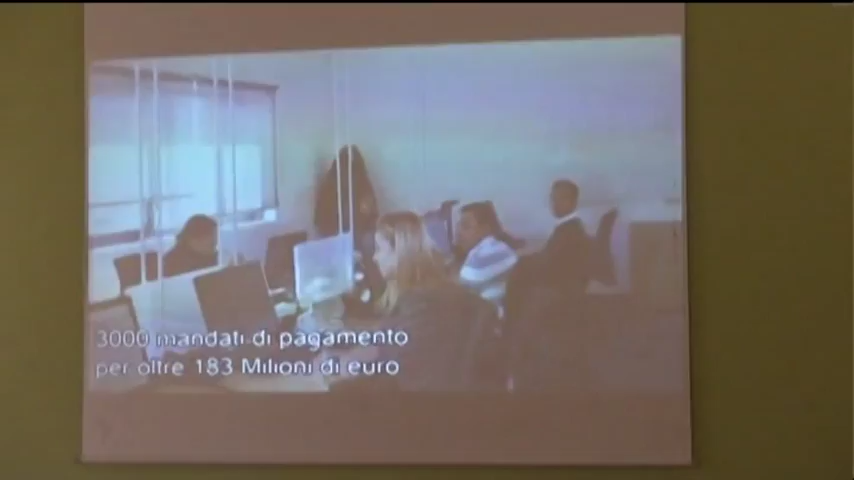 3000 mandati di pagamento
per oltre 183 Milioni di euro